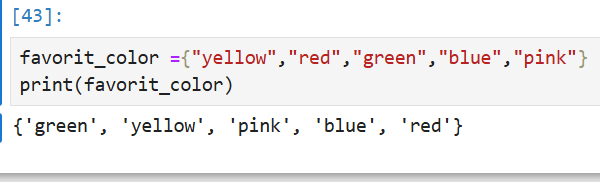 [43]:
favorit_color ={"yellow","red","green","blue","pink"}
print(favorit_color)
{'green', 'yellow', 'pink', 'blue', 'red'}